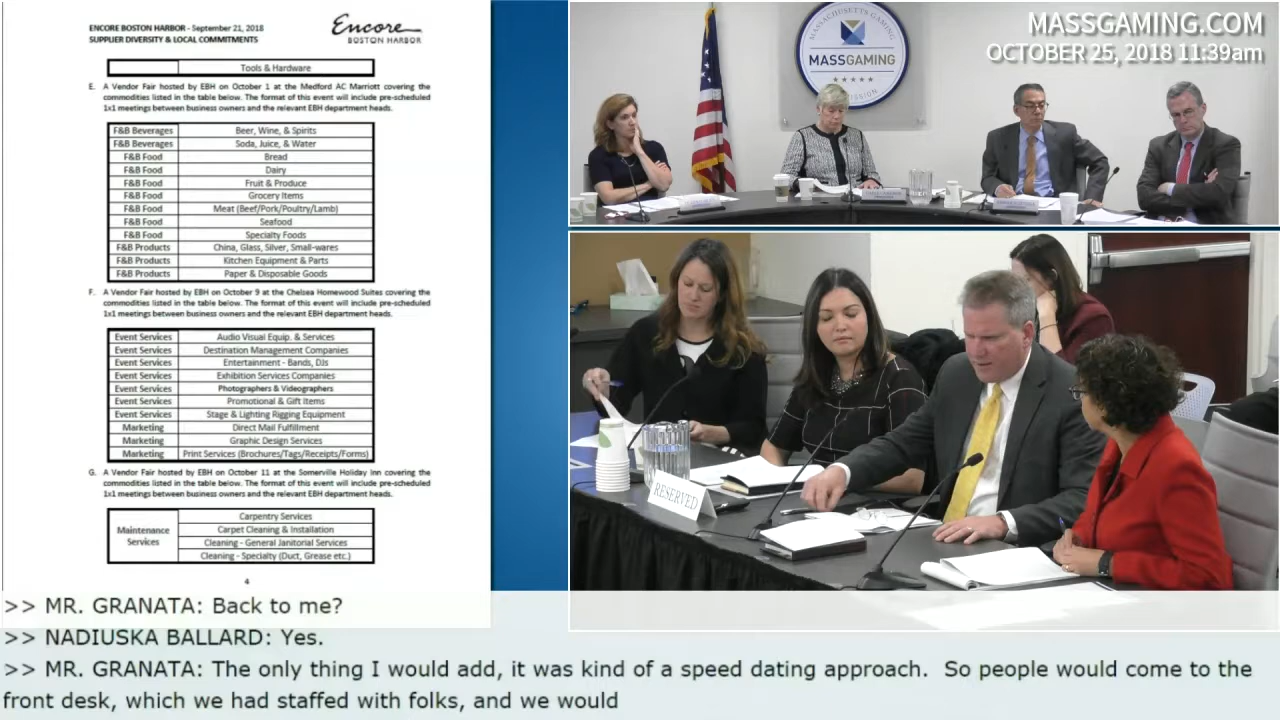 ENCORE BOSTON HARBOR - September 21, 2018
SUPPLIER DIVERSITY & LOCAL COMMITMENTS
Encore
BOSTON HARBOR
Tools & Hardware
E. A Vendor Fair hosted by EBH on October 1 at the Medford AC Marriott covering the
commodities listed in the table below. The format of this event will include pre-scheduled
1x1 meetings between business owners and the relevant EBH department heads.
F&B Beverages Beer, Wine, & Spirits
F&B Beverages Soda, Juice, & Water
F&B Food Bread
F&B Food Dairy
F&B Food Fruit & Produce
F&B Food Grocery Items
F&B Food Meat (Beef/Pork/Poultry/Lamb)
F&B Food Seafood
F&B Food Specialty Foods
F&B Products China, Glass, Silver, Small-wares
F&B Products Kitchen Equipment & Parts
F&B Products Paper & Disposable Goods
F. A Vendor Fair hosted by EBH on October 9 at the Chelsea Homewood Suites covering the
commodities listed in the table below. The format of this event will include pre-scheduled
1x1 meetings between business owners and the relevant EBH department heads.
Event Services Audio Visual Equip. & Services
Event Services Destination Management Companies
Event Services Entertainment - Bands, DJs
Event Services Exhibition Services Companies
Event Services Photographers & Videographers
Event Services Promotional & Gift Items
Event Services Stage & Lighting Rigging Equipment
Marketing Direct Mail Fulfillment
Marketing Graphic Design Services
Marketing Print Services (Brochures/Tags/Receipts/Forms)
G. A Vendor Fair hosted by EBH on October 11 at the Somerville Holiday Inn covering the
commodities listed in the table below. The format of this event will include pre-scheduled
1x1 meetings between business owners and the relevant EBH department heads.
Maintenance Services
Carpentry Services
Carpet Cleaning & Installation
Cleaning - General Janitorial Services
Cleaning - Specialty (Duct, Grease etc.)
4
MASSACHUSETTS GAMING
MASSGAMING
MASSGAMING.COM
OCTOBER 25, 2018 11:39am
RESERVED
>> MR. GRANATA: Back to me?
>> NADIUSKA BALLARD: Yes.
>> MR. GRANATA: The only thing I would add, it was kind of a speed dating approach. So people would come to the
front desk, which we had staffed with folks, and we would